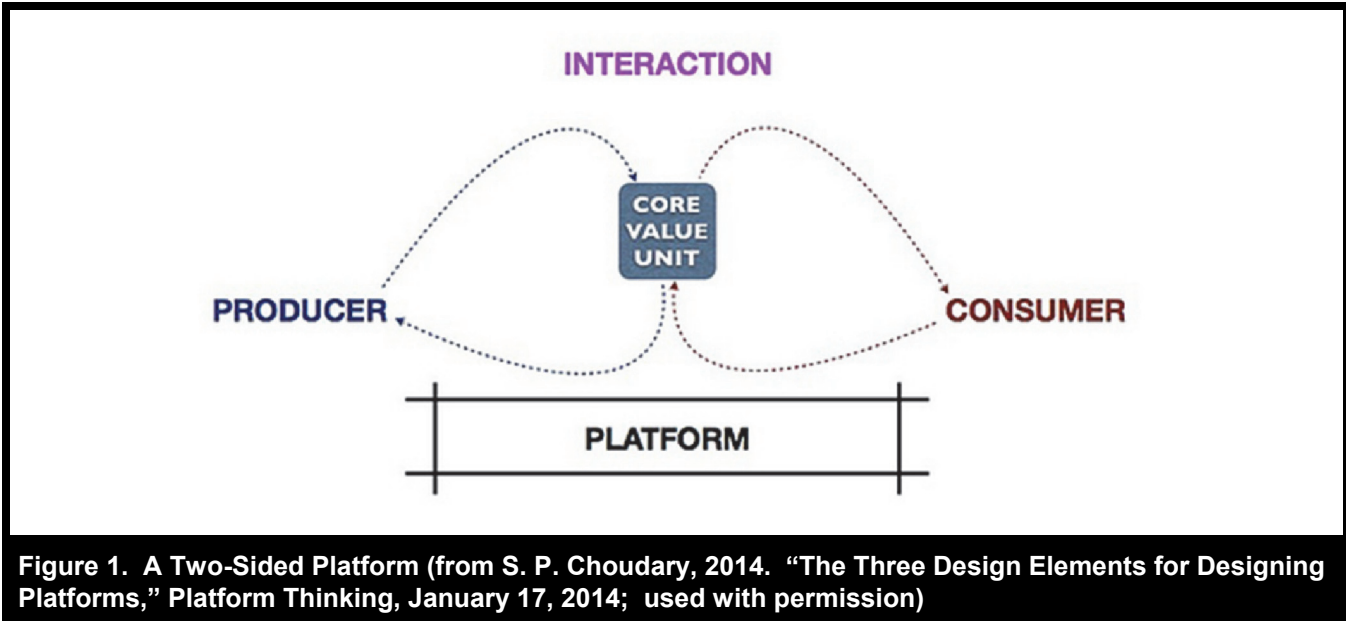 INTERACTION
CORE
VALUE
UNIT
PRODUCER
CONSUMER
PLATFORM
Figure 1.  A Two-Sided Platform (from S. P. Choudary, 2014.  “The Three Design Elements for Designing
Platforms,” Platform Thinking, January 17, 2014;  used with permission)